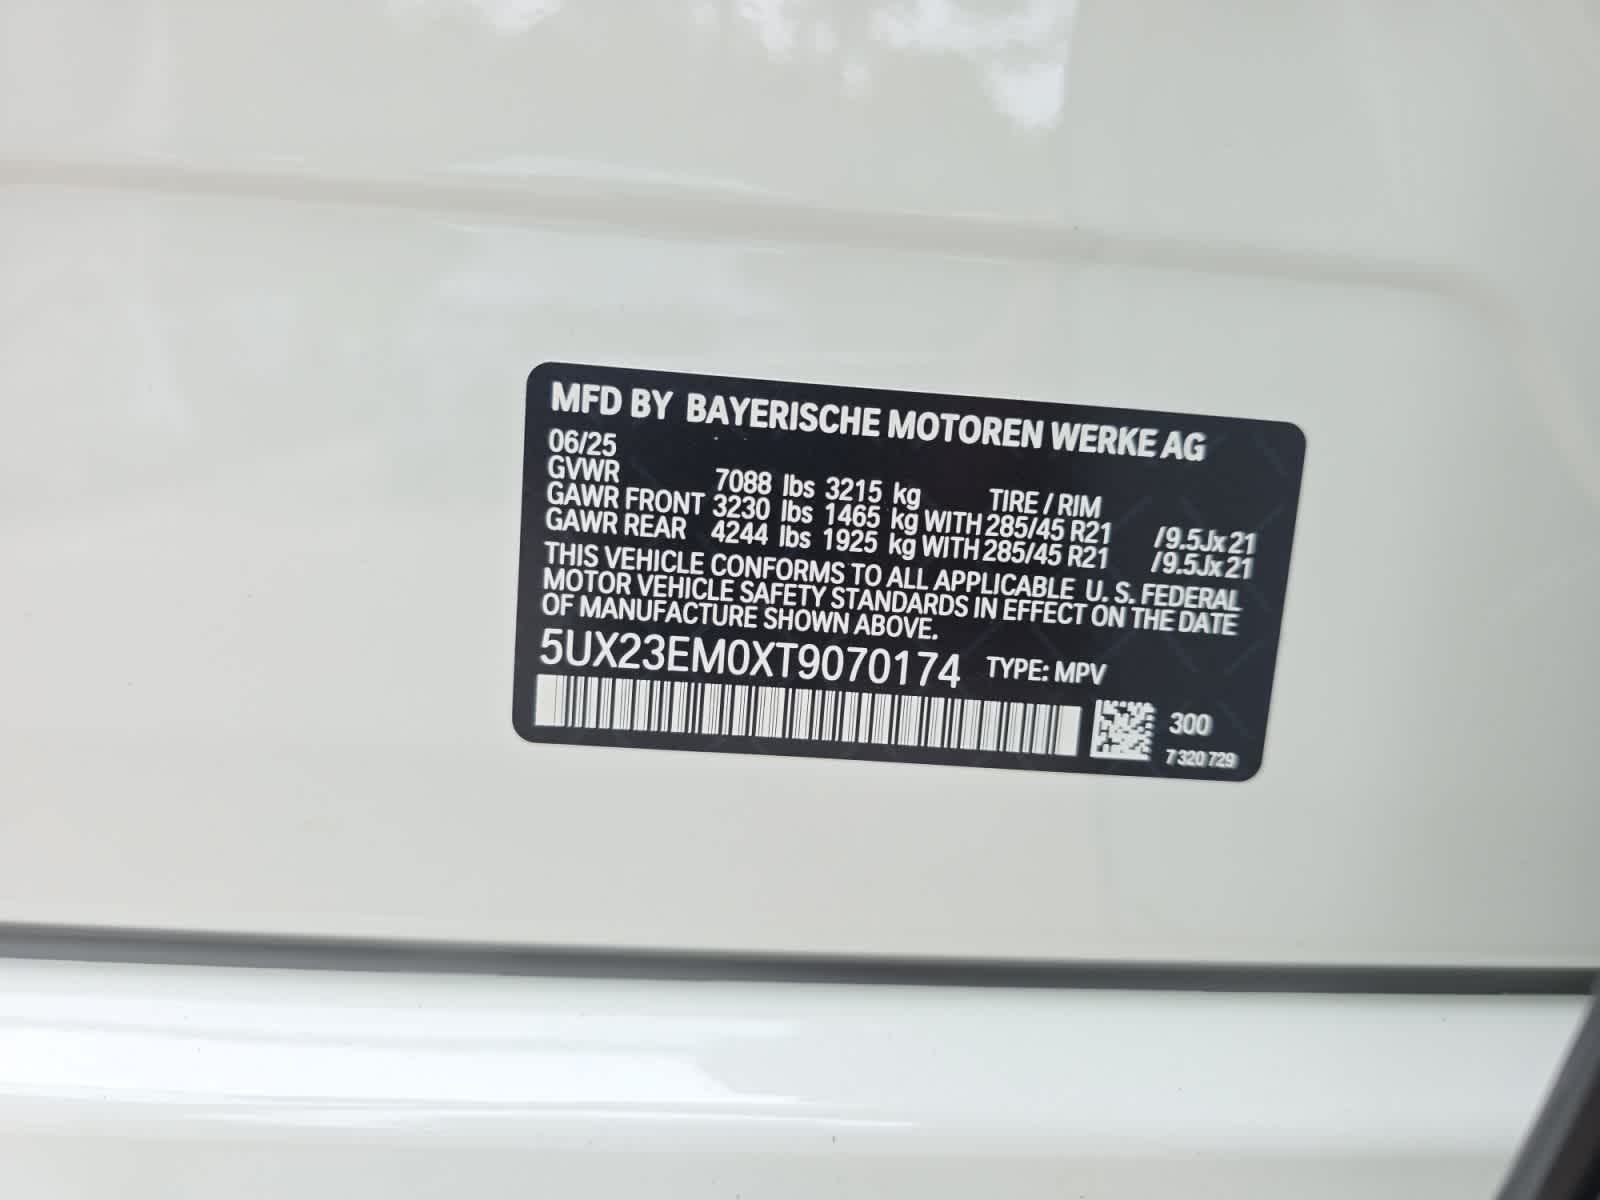 MFD BY BAYERISCHE MOTOREN WERKE AG
06/25
GVWR 7088 lbs 3215 kg TIRE / RIM
GAWR FRONT 3230 lbs 1465 kg WITH 285/45 R21 /9.5Jx21
GAWR REAR 4244 lbs 1925 kg WITH 285/45 R21 /9.5Jx21
THIS VEHICLE CONFORMS TO ALL APPLICABLE U. S. FEDERAL
MOTOR VEHICLE SAFETY STANDARDS IN EFFECT ON THE DATE
OF MANUFACTURE SHOWN ABOVE.
5UX23EM0XT9070174 TYPE: MPV
300
7 320 729